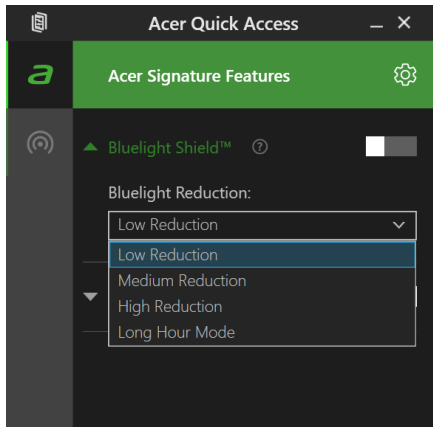 Acer Quick Access
a
Acer Signature Features
Bluelight Shield™ ?
Bluelight Reduction:
Low Reduction
Low Reduction
Medium Reduction
High Reduction
Long Hour Mode